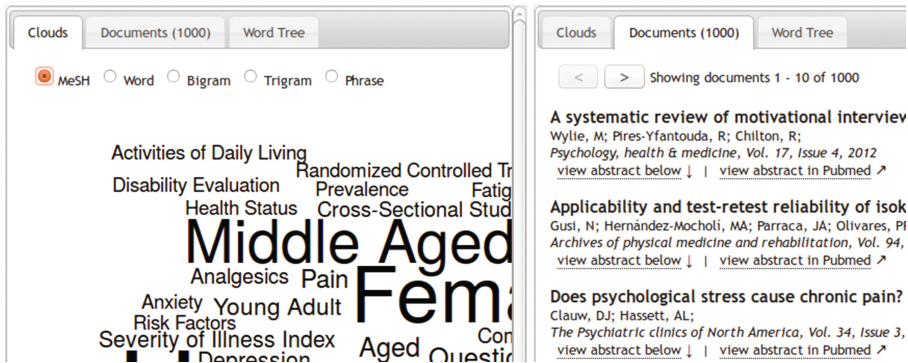 Clouds Documents (1000) Word Tree
MeSH Word Bigram Trigram Phrase
Activities of Daily Living
Randomized Controlled
Disability Evaluation Prevalence
Health Status Cross-Sectional
Middle Aged
Analgesics Pain
Anxiety Young Adult
Risk Factors
Severity of Illness Index
Depression Aged
Clouds Documents (1000) Word Tree
< > Showing documents 1 - 10 of 1000
A systematic review of motivational
Wylie, M; Pires-Yfantouda, R; Chilton, R;
Psychology, health & medicine, Vol. 17, Issue 4, 2012
view abstract below ↓ | view abstract in Pubmed ↗
Applicability and test-retest reliability of
Gusi, N; Hernández-Mocholí, MA; Parraca, JA; Olivares,
Archives of physical medicine and rehabilitation, Vol. 94,
view abstract below ↓ | view abstract in Pubmed ↗
Does psychological stress cause chronic pain?
Clauw, DJ; Hassett, AL;
The Psychiatric clinics of North America, Vol. 34, Issue 3,
view abstract below ↓ | view abstract in Pubmed ↗